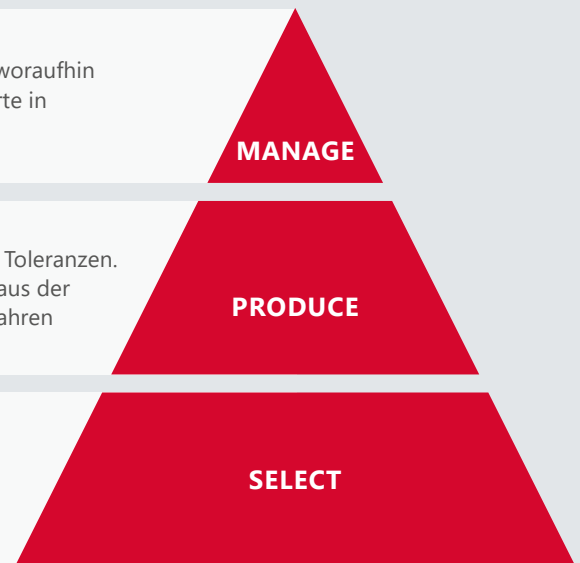 woraufhin
rte in
MANAGE
Toleranzen.
aus der
ahren
PRODUCE
SELECT